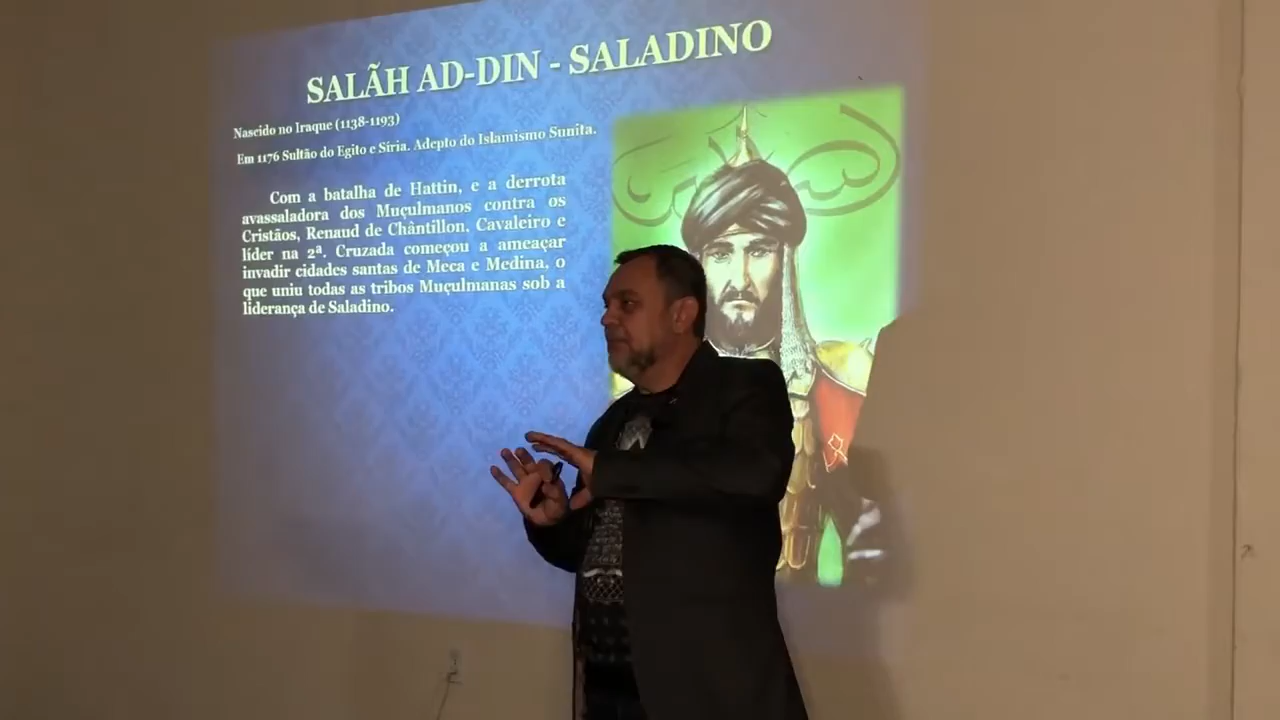 SALÃH AD-DIN - SALADINO
Nascido no Iraque (1138-1193)
Em 1176 Sultão do Egito e Síria. Adepto do Islamismo Sunita.
Com a batalha de Hattin, e a derrota
avassaladora dos Muçulmanos contra os
Cristãos, Renaud de Chântillon, Cavaleiro e
líder na 2ª. Cruzada começou a ameaçar
invadir cidades santas de Meca e Medina, o
que uniu todas as tribos Muçulmanas sob a
liderança de Saladino.